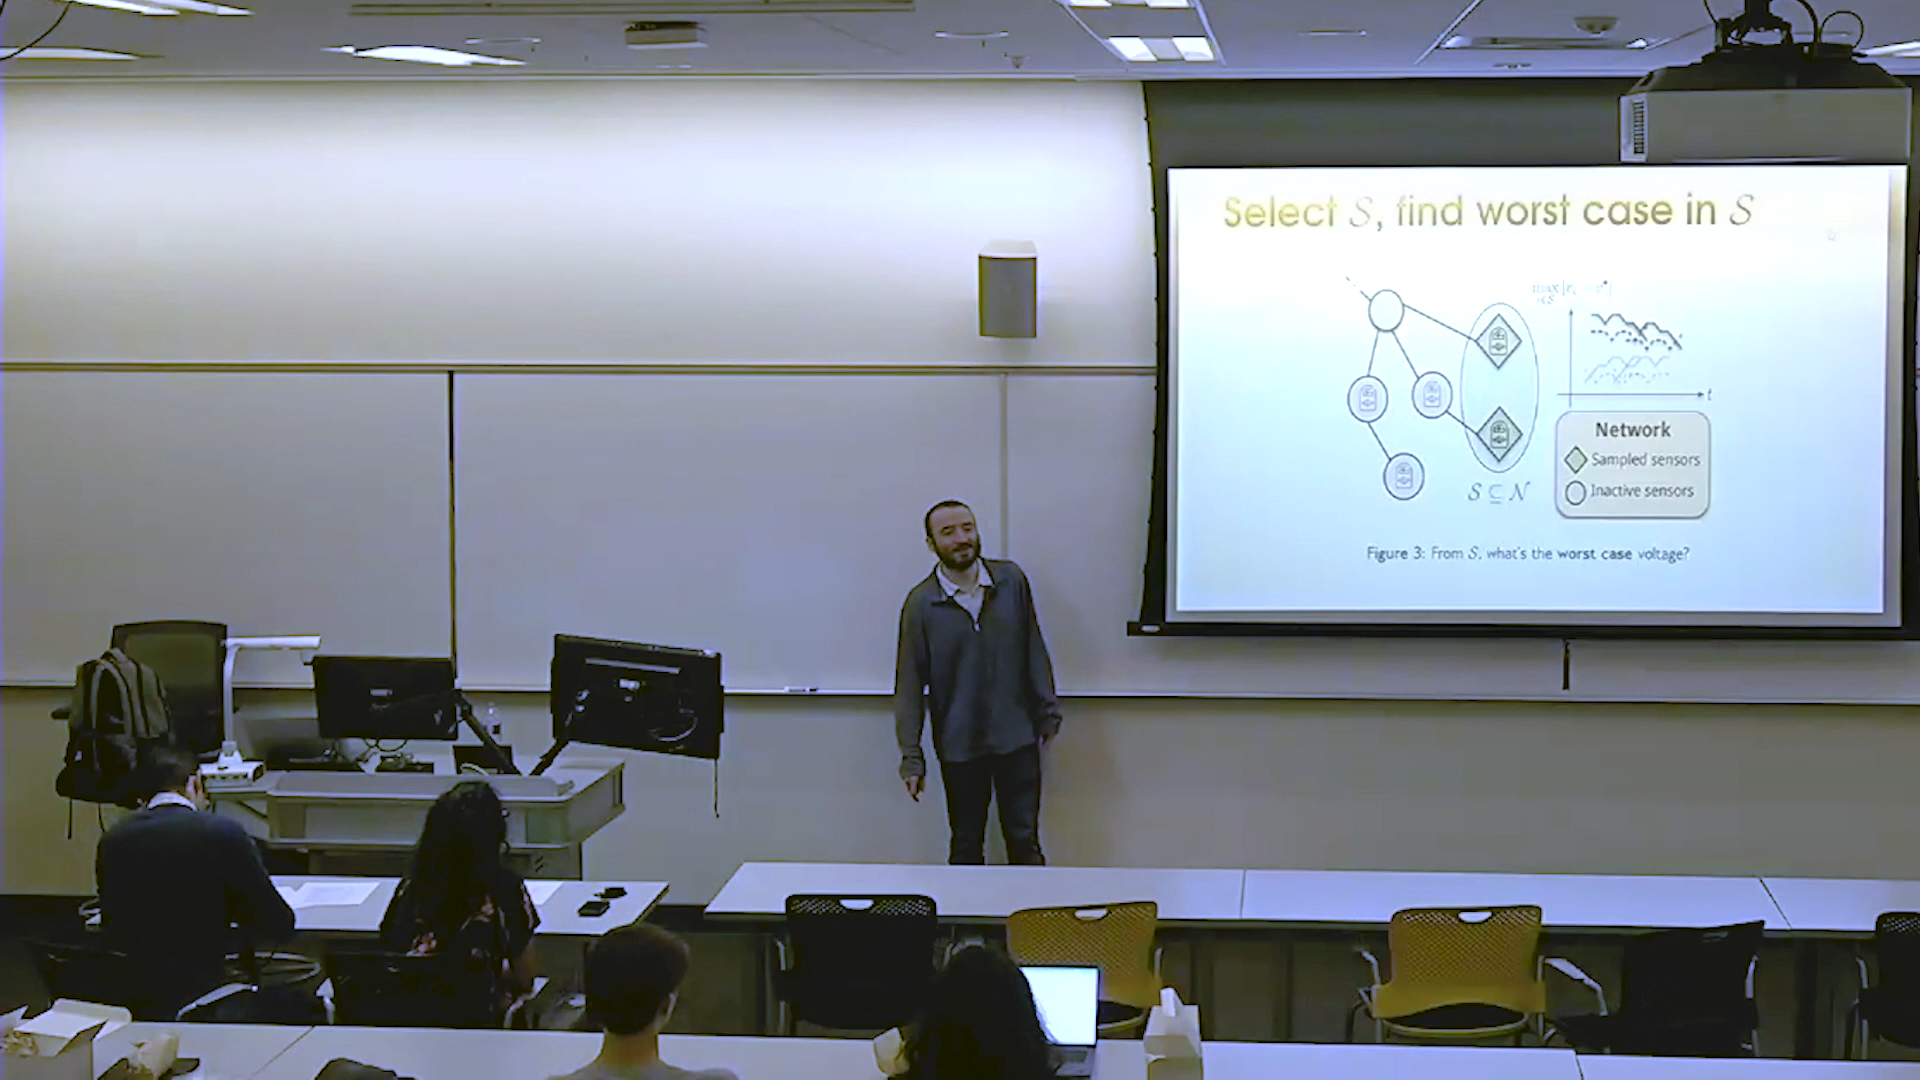 Select 𝒮, find worst case in 𝒮
t
Network
Sampled sensors
Inactive sensors
𝒮 ⊆ 𝒩
Figure 3: From 𝒮, what's the worst case voltage?